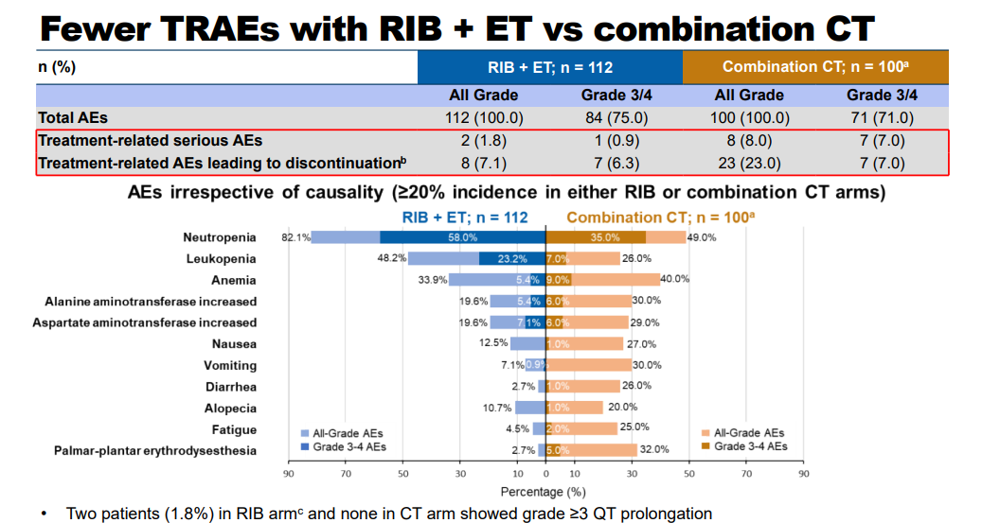 Fewer TRAEs with RIB + ET vs combination CT
n (%) RIB + ET; n = 112 Combination CT; n = 100ᵃ
All Grade Grade 3/4 All Grade Grade 3/4
Total AEs 112 (100.0) 84 (75.0) 100 (100.0) 71 (71.0)
Treatment-related serious AEs 2 (1.8) 1 (0.9) 8 (8.0) 7 (7.0)
Treatment-related AEs leading to discontinuationᵇ 8 (7.1) 7 (6.3) 23 (23.0) 7 (7.0)
AEs irrespective of causality (≥20% incidence in either RIB or combination CT arms)
RIB + ET; n = 112 Combination CT; n = 100ᵃ
Neutropenia 82.1% 58.0% 35.0% 49.0%
Leukopenia 48.2% 23.2% 7.0% 26.0%
Anemia 33.9% 5.4% 9.0% 40.0%
Alanine aminotransferase increased 19.6% 5.4% 6.0% 30.0%
Aspartate aminotransferase increased 19.6% 7.1% 6.0% 29.0%
Nausea 12.5% 1.0% 27.0%
Vomiting 7.1% 0.9% 30.0%
Diarrhea 2.7% 1.0% 26.0%
Alopecia 10.7% 1.0% 20.0%
Fatigue 4.5% 2.0% 25.0%
Palmar-plantar erythrodysesthesia 2.7% 5.0% 32.0%
All-Grade AEs All-Grade AEs
Grade 3-4 AEs Grade 3-4 AEs
90 70 50 30 10 0 10 30 50 70 90
Percentage (%)
• Two patients (1.8%) in RIB armᶜ and none in CT arm showed grade ≥3 QT prolongation